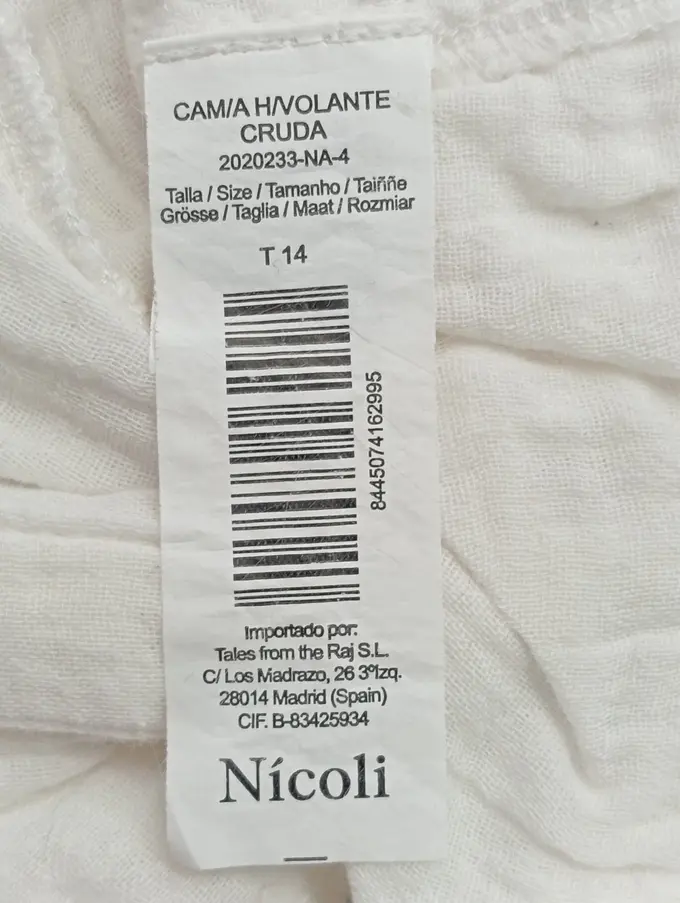 CAM/A H/VOLANTE
CRUDA
2020233-NA-4
Talla / Size / Tamanho / Taiññe
Grösse / Taglia / Maat / Rozmiar
T 14
8445074162995
Importado por:
Tales from the Raj S.L.
C/ Los Madrazo, 26 3ºIzq.
28014 Madrid (Spain)
CIF. B-83425934
Nícoli